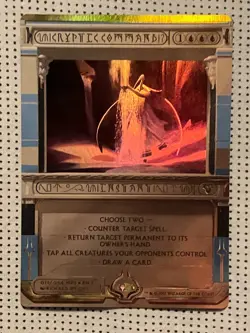 CRYPTIC COMMAND
1
CHOOSE TWO —
• COUNTER TARGET SPELL
• RETURN TARGET PERMANENT TO ITS
OWNER'S HAND
• TAP ALL CREATURES YOUR OPPONENTS CONTROL
• DRAW A CARD